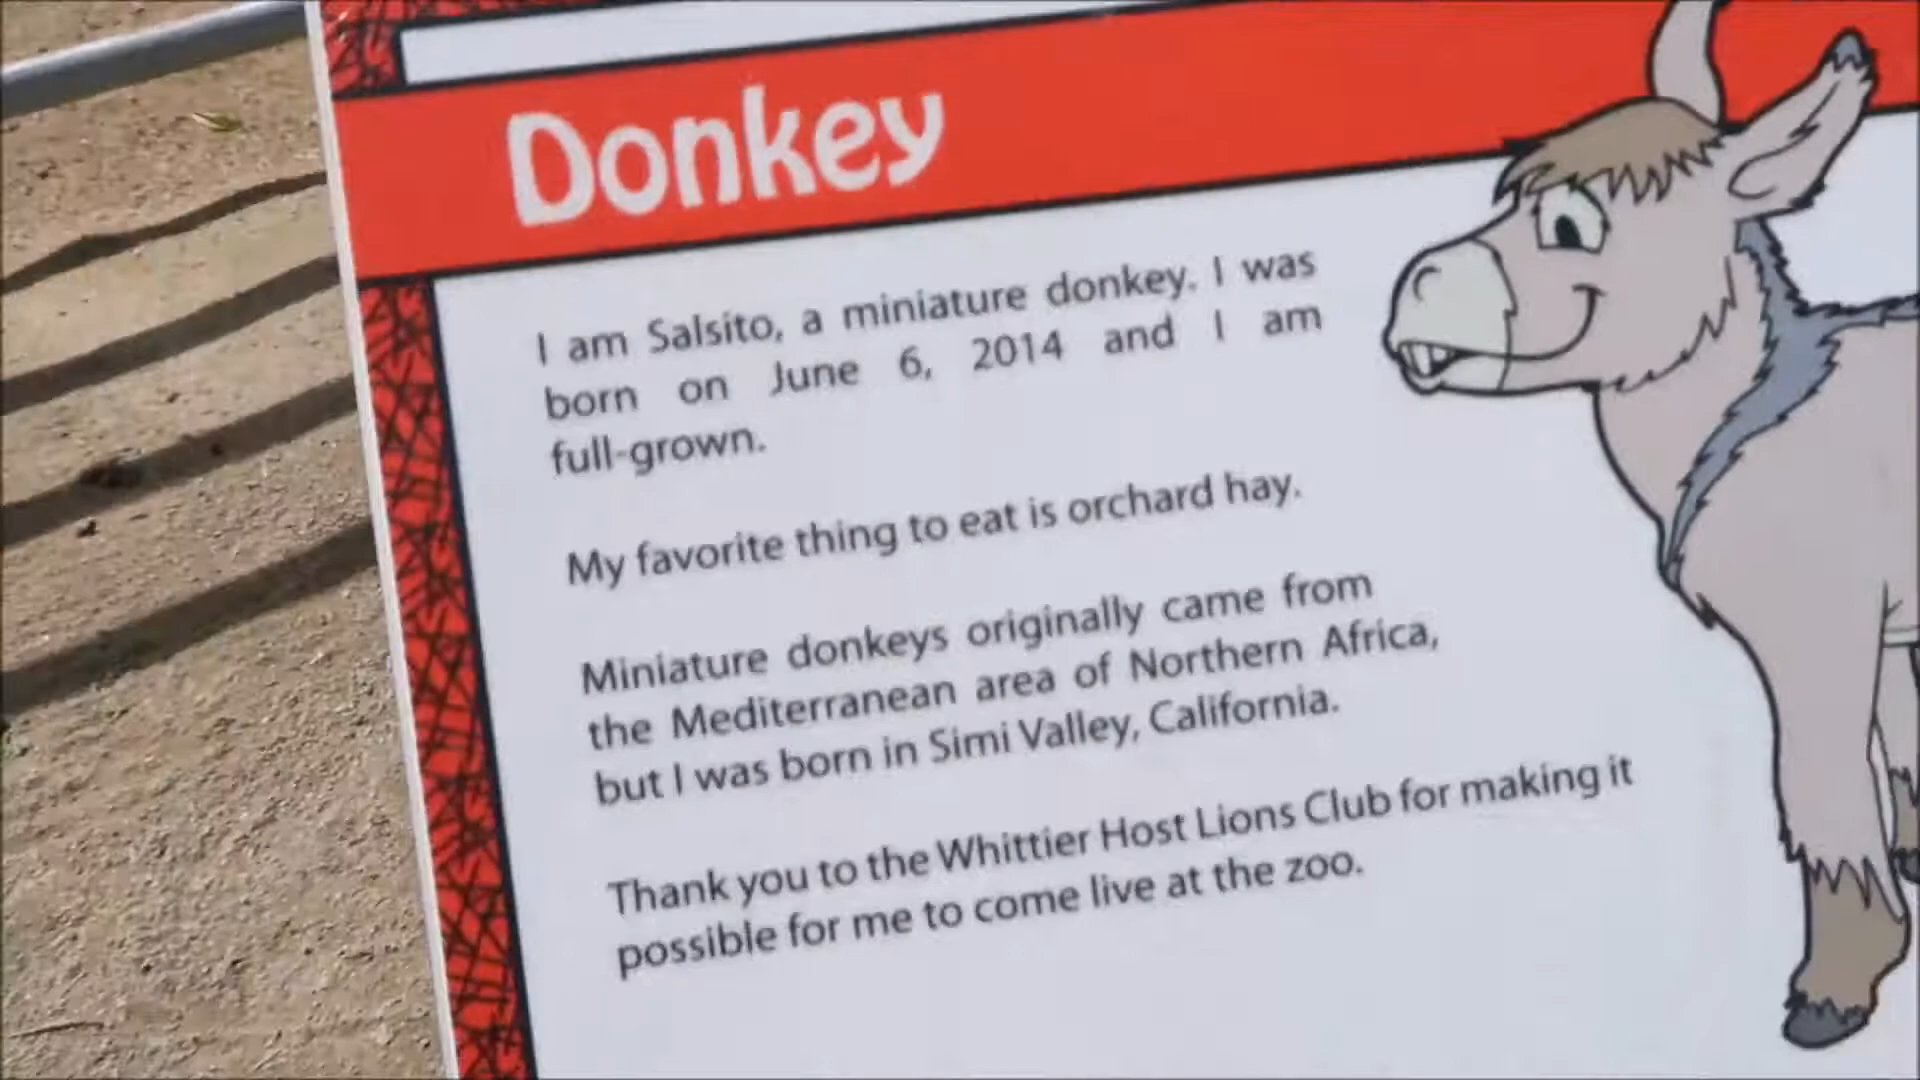 Donkey
I am Salsito, a miniature donkey. I was
born on June 6, 2014 and I am
full-grown.
My favorite thing to eat is orchard hay.
Miniature donkeys originally came from
the Mediterranean area of Northern Africa,
but I was born in Simi Valley, California.
Thank you to the Whittier Host Lions Club for making it
possible for me to come live at the zoo.